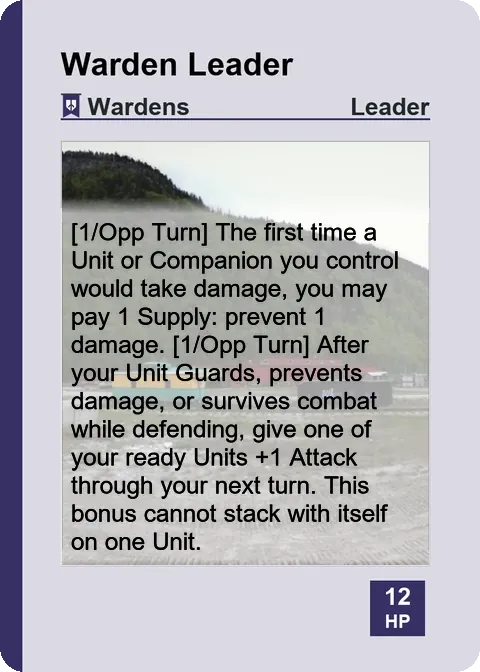 Warden Leader
Wardens Leader
[1/Opp Turn] The first time a
Unit or Companion you control
would take damage, you may
pay 1 Supply: prevent 1
damage. [1/Opp Turn] After
your Unit Guards, prevents
damage, or survives combat
while defending, give one of
your ready Units +1 Attack
through your next turn. This
bonus cannot stack with itself
on one Unit.
12
HP